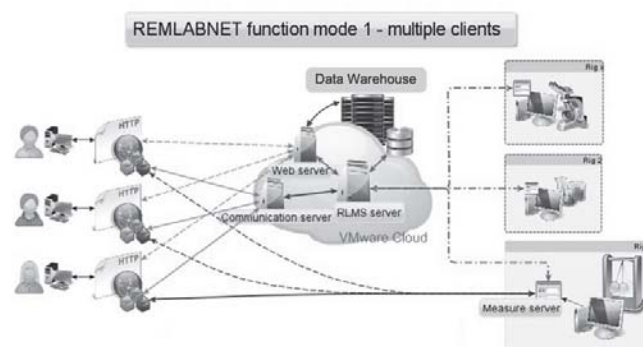 REMLABNET function mode 1 - multiple clients
Data Warehouse
Rig
Rig 2
Rig
HTTP
HTTP
HTTP
Web server
Communication server
RLMS server
VMware Cloud
Measure server